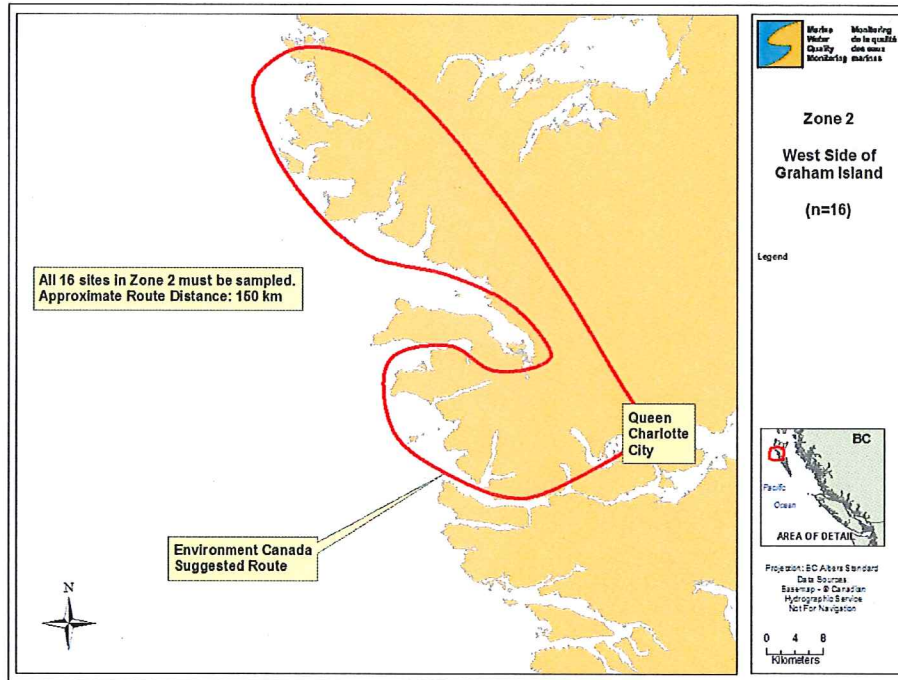 All 16 sites in Zone 2 must be sampled.
Approximate Route Distance: 150 km
Queen
Charlotte
City
Environment Canada
Suggested Route
N
Marine
Water
Quality
Monitoring
Monitoring
de la qualité
des eaux
marines
Zone 2
West Side of
Graham Island
(n=16)
Legend
BC
Pacific
Ocean
AREA OF DETAIL
Projection: BC Albers Standard
Data Sources
Basemap - © Canadian
Hydrographic Service
Not For Navigation
0 4 8
Kilometers